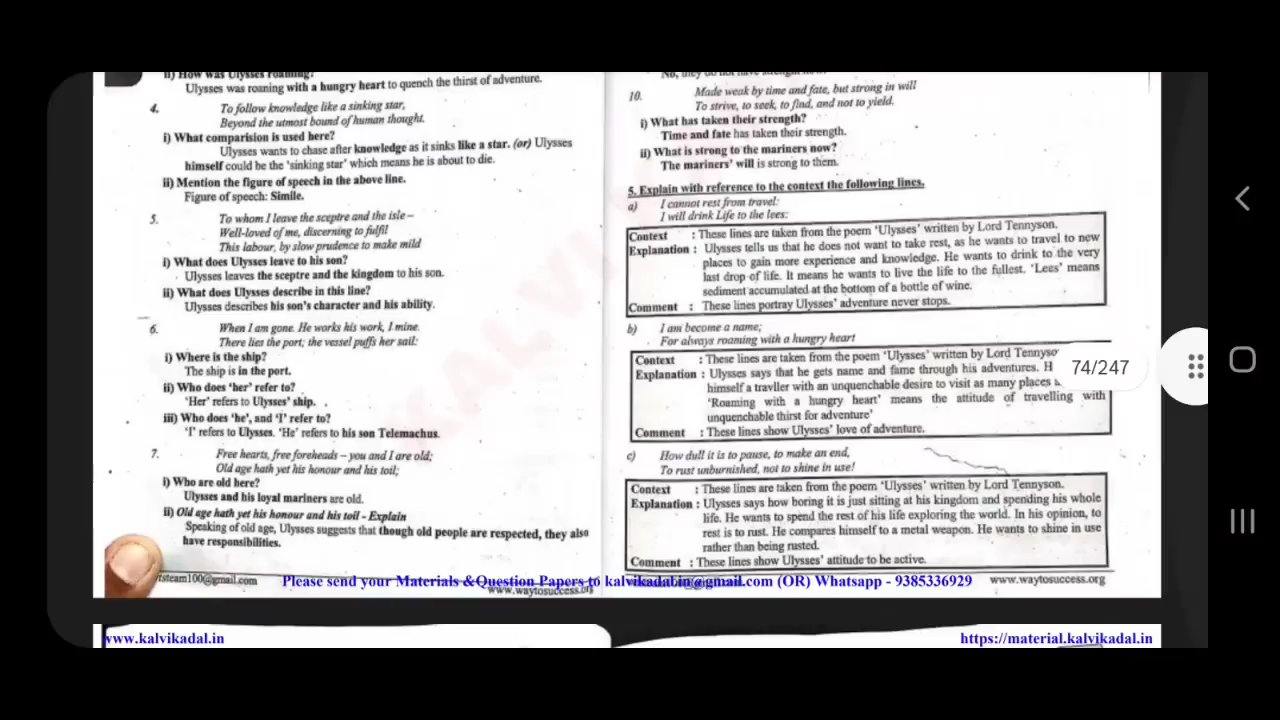 ii) How was Ulysses roaming?
Ulysses was roaming with a hungry heart to quench the thirst of adventure.
4. To follow knowledge like a sinking star,
Beyond the utmost bound of human thought.
i) What comparision is used here?
Ulysses wants to chase after knowledge as it sinks like a star. (or) Ulysses
himself could be the 'sinking star' which means he is about to die.
ii) Mention the figure of speech in the above line.
Figure of speech: Simile.
5. To whom I leave the sceptre and the isle–
Well-loved of me, discerning to fulfil
This labour, by slow prudence to make mild
i) What does Ulysses leave to his son?
Ulysses leaves the sceptre and the kingdom to his son.
ii) What does Ulysses describe in this line?
Ulysses describes his son's character and his ability.
6. When I am gone. He works his work, I mine.
There lies the port; the vessel puffs her sail:
i) Where is the ship?
The ship is in the port.
ii) Who does 'her' refer to?
'Her' refers to Ulysses' ship.
iii) Who does 'he', and 'I' refer to?
'I' refers to Ulysses. 'He' refers to his son Telemachus.
7. Free hearts, free foreheads – you and I are old;
Old age hath yet his honour and his toil;
i) Who are old here?
Ulysses and his loyal mariners are old.
ii) Old age hath yet his honour and his toil - Explain
Speaking of old age, Ulysses suggests that though old people are respected, they also
have responsibilities.
rsteam100@gmail.com
www.waytosuccess.org
No, they do not have strength
10. Made weak by time and fate, but strong in will
To strive, to seek, to find, and not to yield.
i) What has taken their strength?
Time and fate has taken their strength.
ii) What is strong to the mariners now?
The mariners' will is strong to them.
5. Explain with reference to the context the following lines.
a) I cannot rest from travel:
I will drink Life to the lees:
Context : These lines are taken from the poem 'Ulysses' written by Lord Tennyson.
Explanation : Ulysses tells us that he does not want to take rest, as he wants to travel to new
places to gain more experience and knowledge. He wants to drink to the very
last drop of life. It means he wants to live the life to the fullest. 'Lees' means
sediment accumulated at the bottom of a bottle of wine.
Comment : These lines portray Ulysses' adventure never stops.
b) I am become a name;
For always roaming with a hungry heart
Context : These lines are taken from the poem 'Ulysses' written by Lord Tennyso
Explanation : Ulysses says that he gets name and fame through his adventures. H
himself a travller with an unquenchable desire to visit as many places
'Roaming with a hungry heart' means the attitude of travelling with
unquenchable thirst for adventure'
Comment : These lines show Ulysses' love of adventure.
c) How dull it is to pause, to make an end,
To rust unburnished, not to shine in use!
Context : These lines are taken from the poem 'Ulysses' written by Lord Tennyson.
Explanation : Ulysses says how boring it is just sitting at his kingdom and spending his whole
life. He wants to spend the rest of his life exploring the world. In his opinion, to
rest is to rust. He compares himself to a metal weapon. He wants to shine in use
rather than being rusted.
Comment : These lines show Ulysses' attitude to be active.
www.waytosuccess.org
Please send your Materials &Question Papers to kalvikadal.in@gmail.com (OR) Whatsapp - 9385336929
74/247
www.kalvikadal.in
https://material.kalvikadal.in